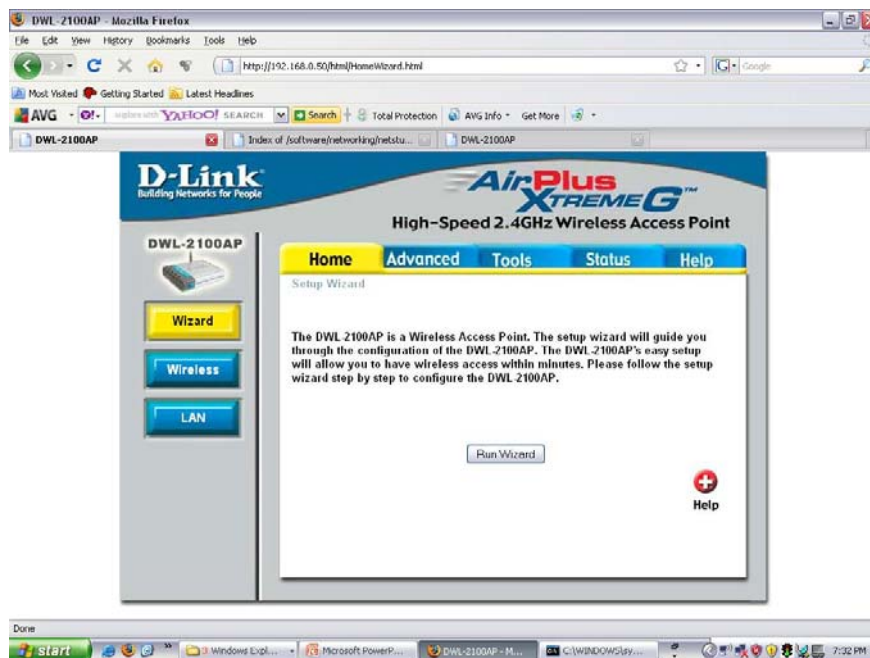 DWL-2100AP - Mozilla Firefox
File Edit View History Bookmarks Tools Help
http://192.168.0.50/html/HomeWizard.html
Google
Most Visited Getting Started Latest Headlines
AVG YAHOO! SEARCH Search Total Protection AVG Info Get More
DWL-2100AP
Index of /software/networking/netstu...
DWL-2100AP
D-Link
Building Networks for People
AirPlus
XTREME G™
High-Speed 2.4GHz Wireless Access Point
DWL-2100AP
Home Advanced Tools Status Help
Setup Wizard
Wizard
Wireless
LAN
The DWL-2100AP is a Wireless Access Point. The setup wizard will guide you
through the configuration of the DWL-2100AP. The DWL-2100AP's easy setup
will allow you to have wireless access within minutes. Please follow the setup
wizard step by step to configure the DWL-2100AP.
Run Wizard
Help
Done
start
3 Windows Expl...
Microsoft PowerP...
DWL-2100AP - M...
C:\WINDOWS\sy...
7:32 PM